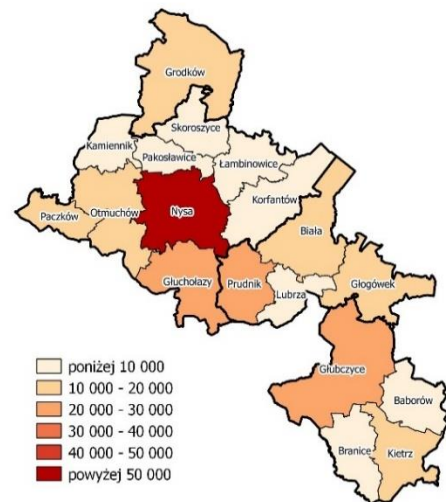 Grodków
Skoroszyce
Kamiennik
Pakosławice
Łambinowice
Korfantów
Paczków
Otmuchów
Nysa
Biała
Głuchołazy
Prudnik
Lubrza
Głogówek
Głubczyce
Baborów
Branice
Kietrz
poniżej 10 000
10 000 - 20 000
20 000 - 30 000
30 000 - 40 000
40 000 - 50 000
powyżej 50 000